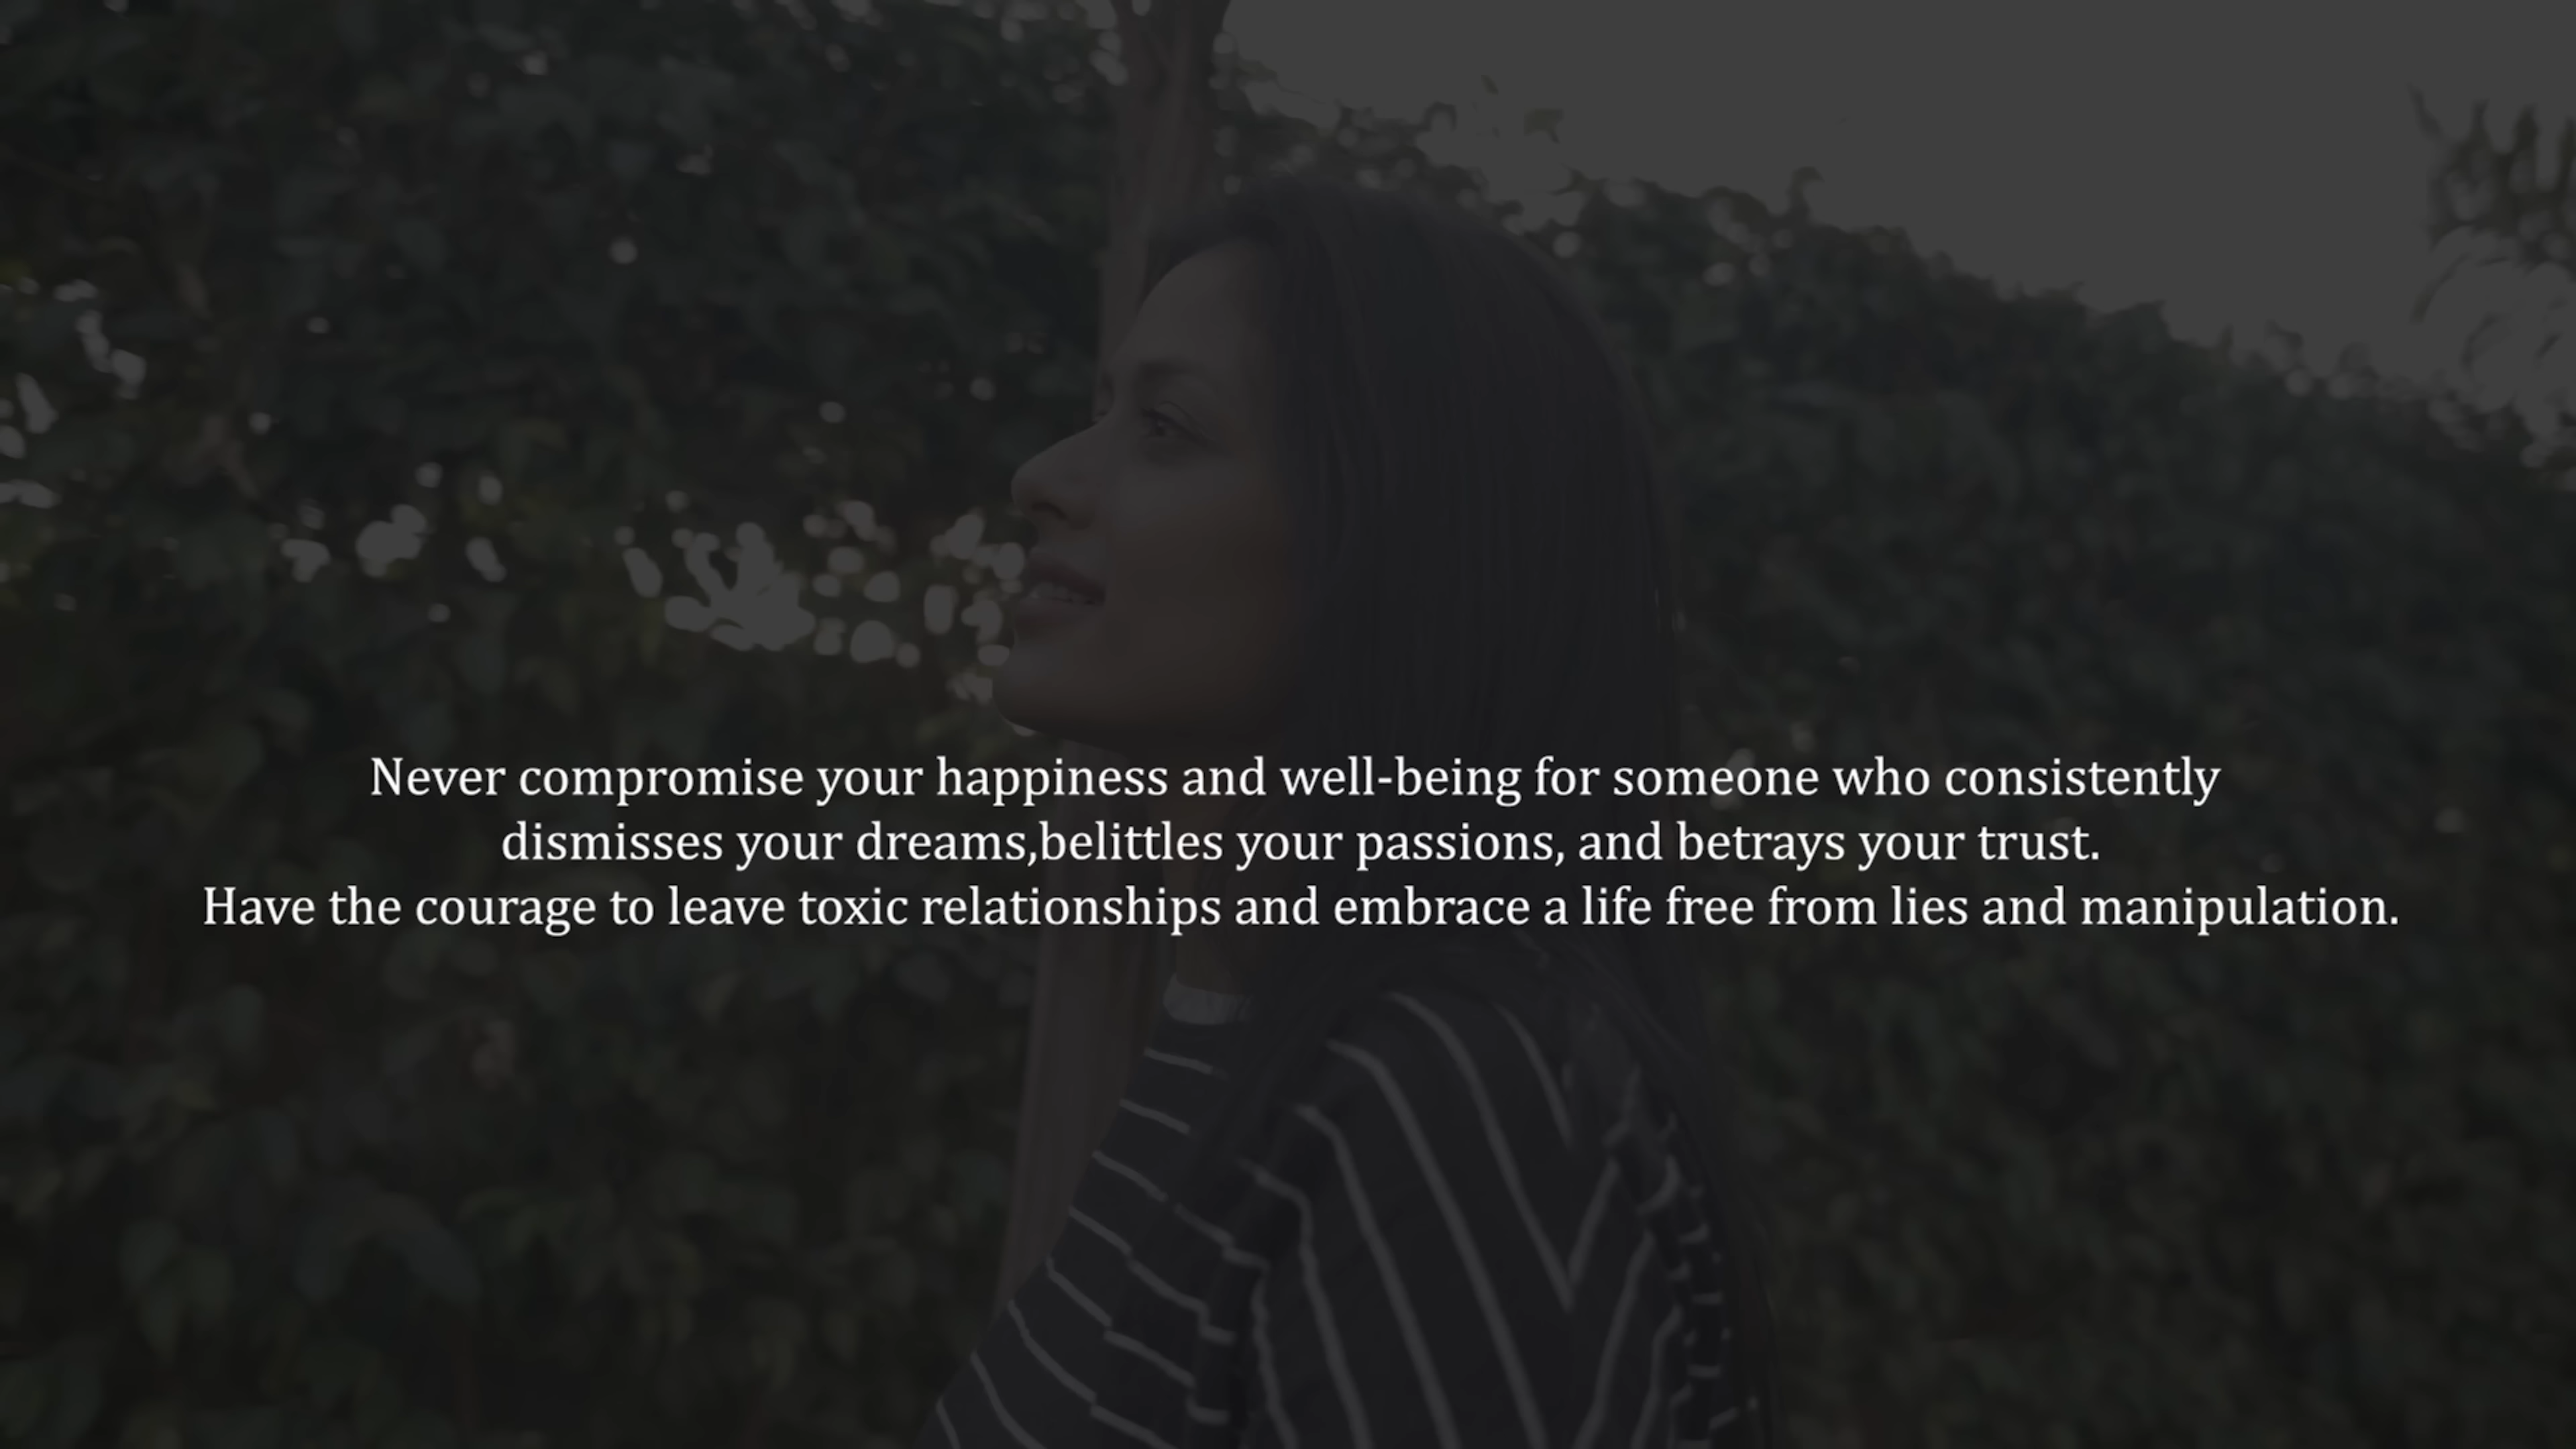 Never compromise your happiness and well-being for someone who consistently
dismisses your dreams,belittles your passions, and betrays your trust.
Have the courage to leave toxic relationships and embrace a life free from lies and manipulation.